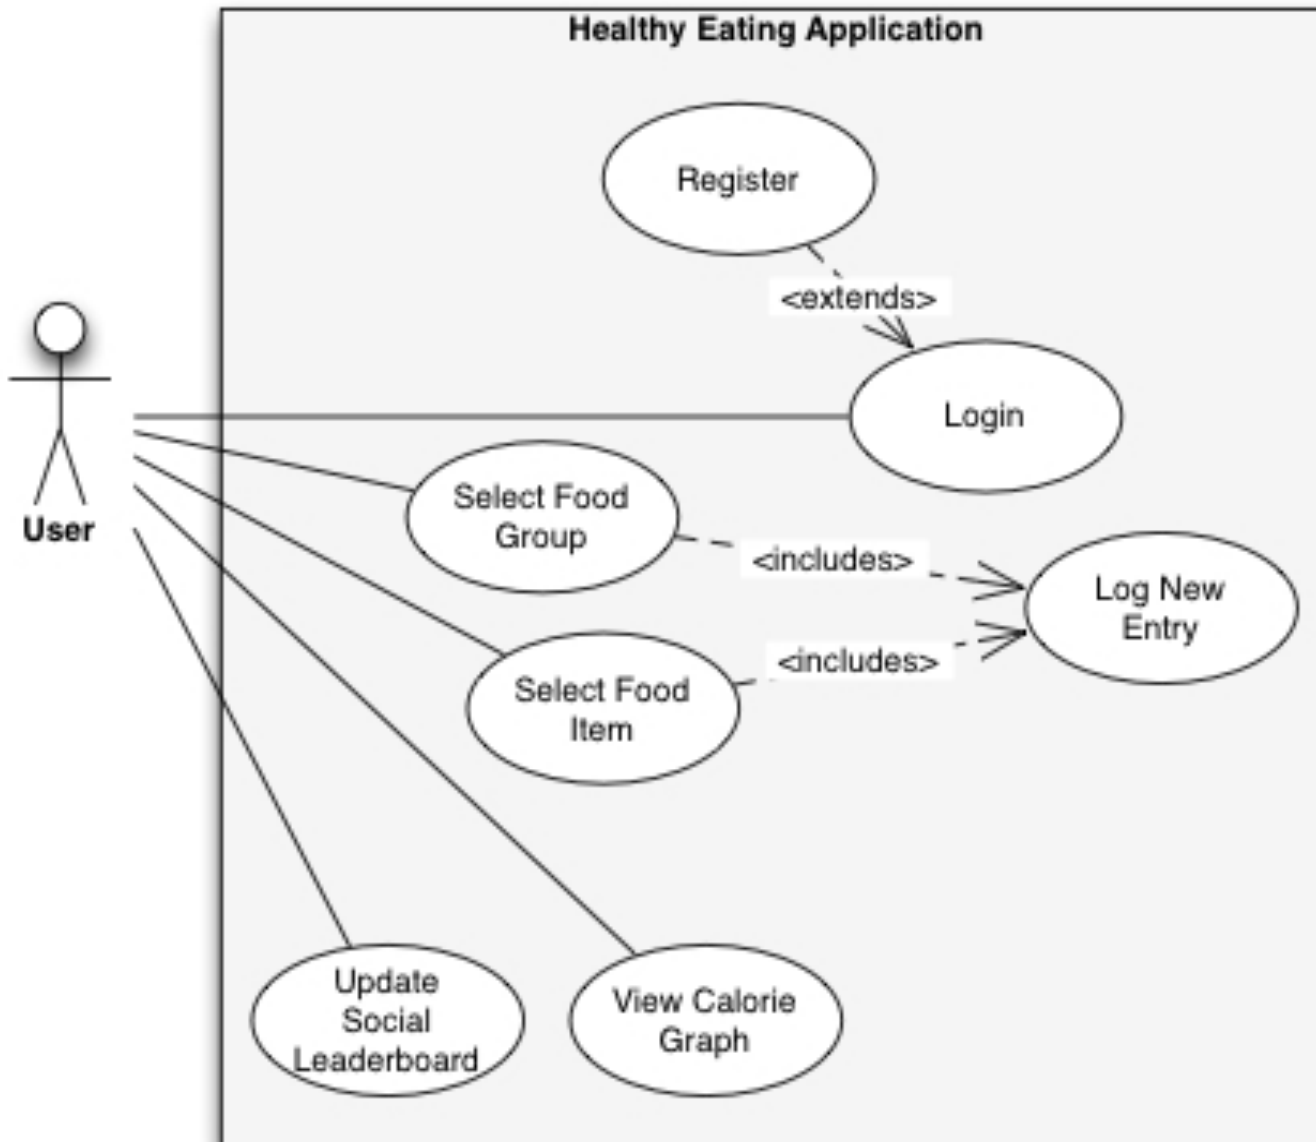 Healthy Eating Application
Register
<extends>
Login
Select Food
Group
<includes>
Log New
Entry
User
<includes>
Select Food
Item
Update
Social
Leaderboard
View Calorie
Graph